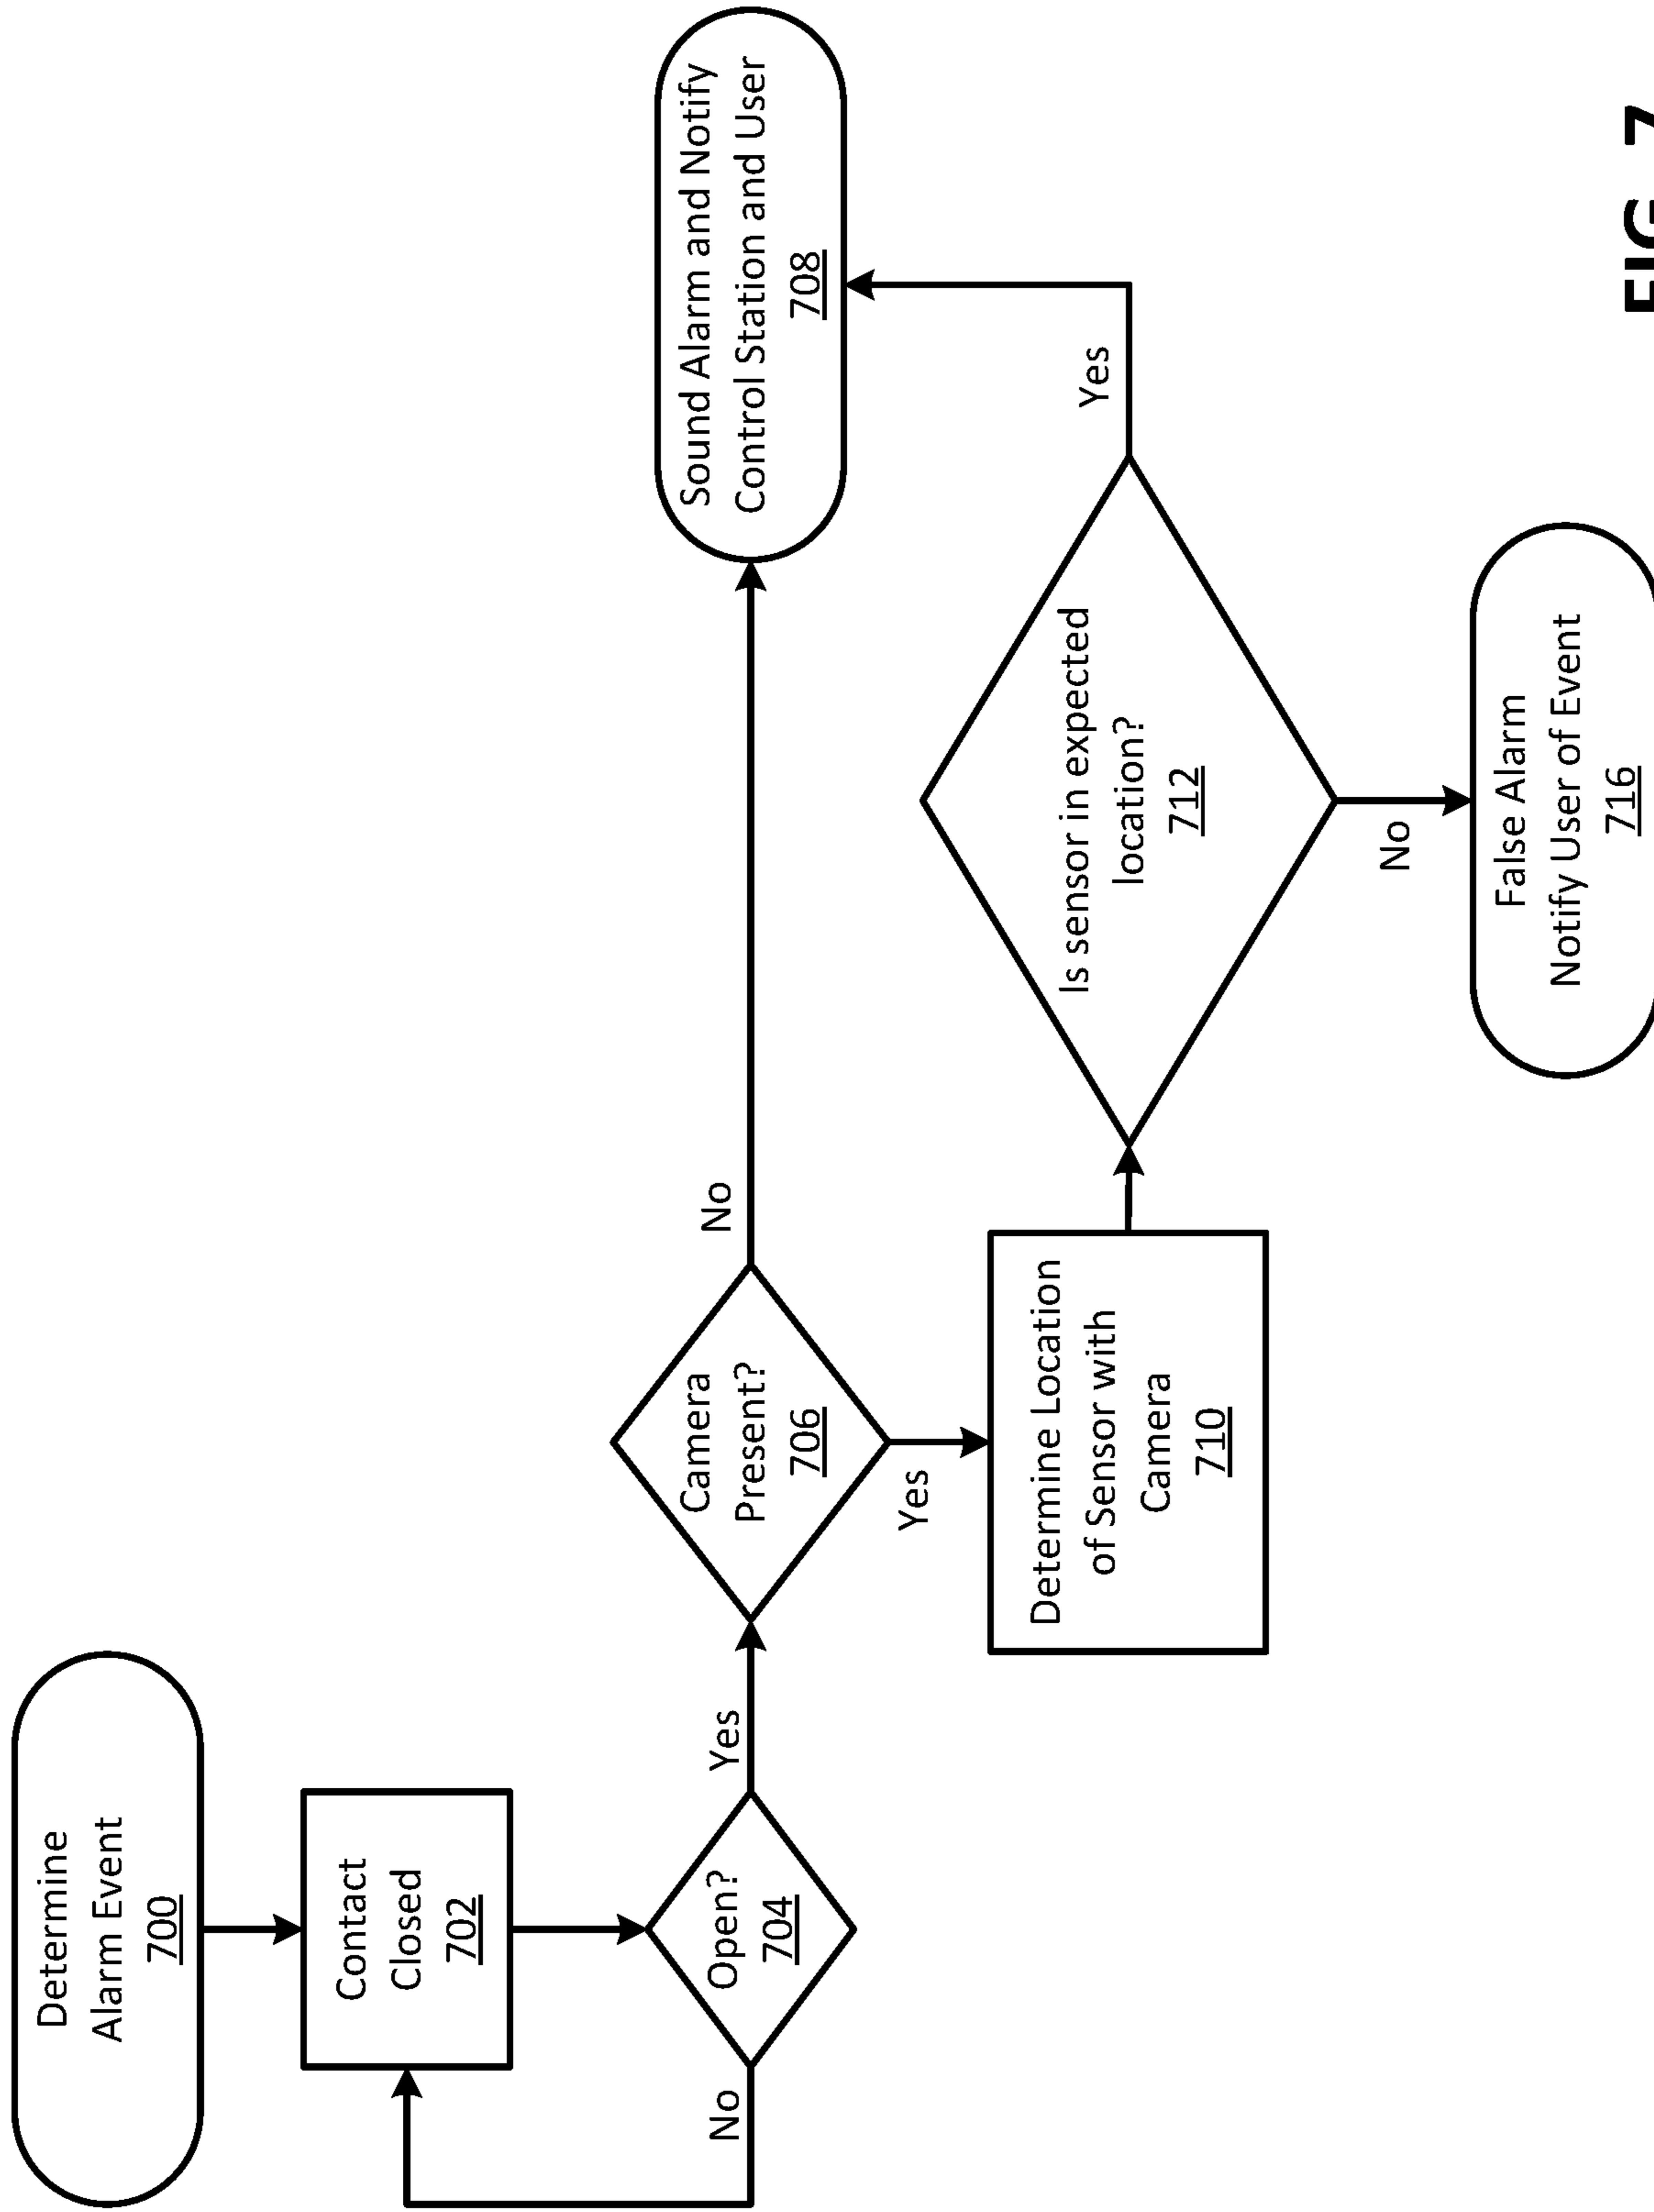 Determine
Alarm Event
700
Contact
Closed
702
Open?
704
No
Yes
Camera
Present?
706
No
Yes
Sound Alarm and Notify
Control Station and User
708
Determine Location
of Sensor with
Camera
710
Is sensor in expected
location?
712
Yes
No
False Alarm
Notify User of Event
716
FIG. 7